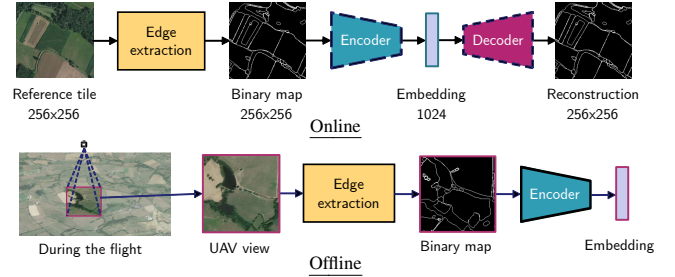 Edge
extraction
Encoder
Decoder
Reference tile
256x256
Binary map
256x256
Embedding
1024
Reconstruction
256x256
Online
Edge
extraction
Encoder
During the flight
UAV view
Binary map
Embedding
Offline